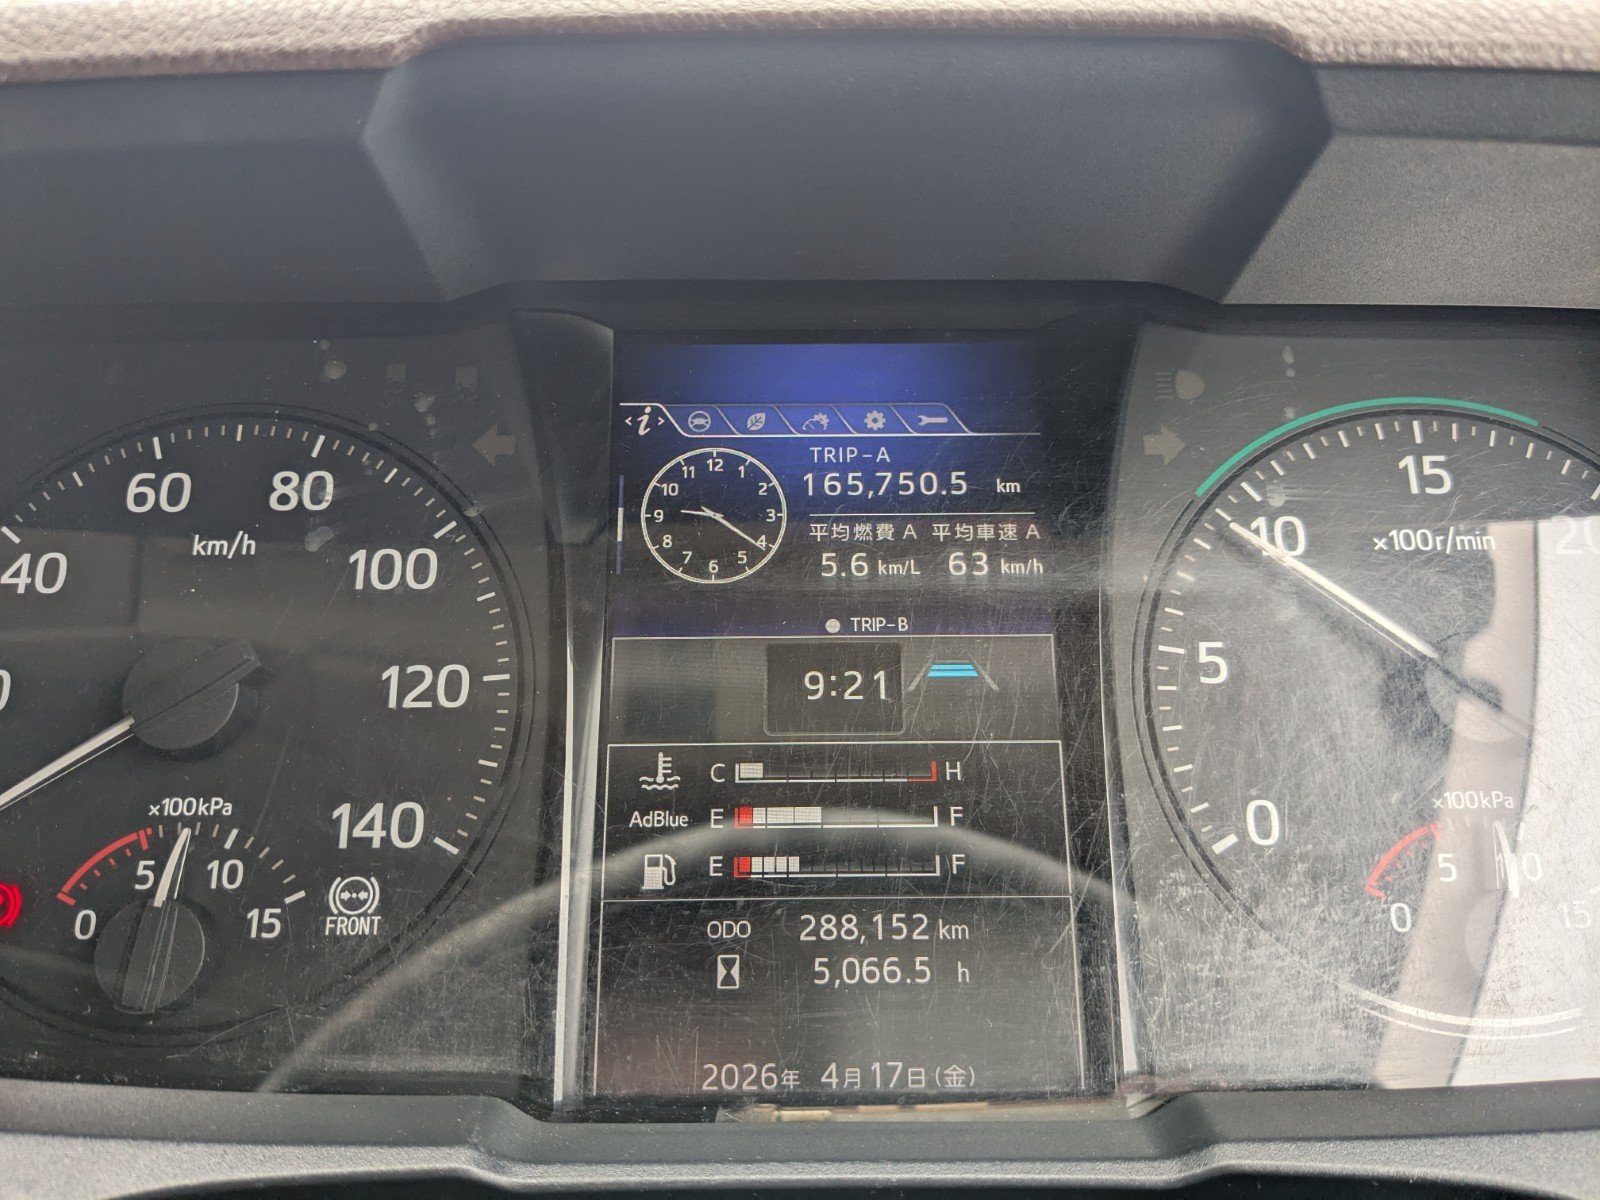 40
60
80
100
120
140
km/h
×100kPa
0
5
10
15
FRONT
i
12
1
2
3
4
5
6
7
8
9
10
11
TRIP-A
165,750.5 km
平均燃費 A 平均車速 A
5.6 km/L 63 km/h
TRIP-B
9:21
C H
AdBlue E F
E F
ODO 288,152 km
5,066.5 h
2026年 4月17日(金)
0
5
10
15
20
×100r/min
×100kPa
0
5
10
15